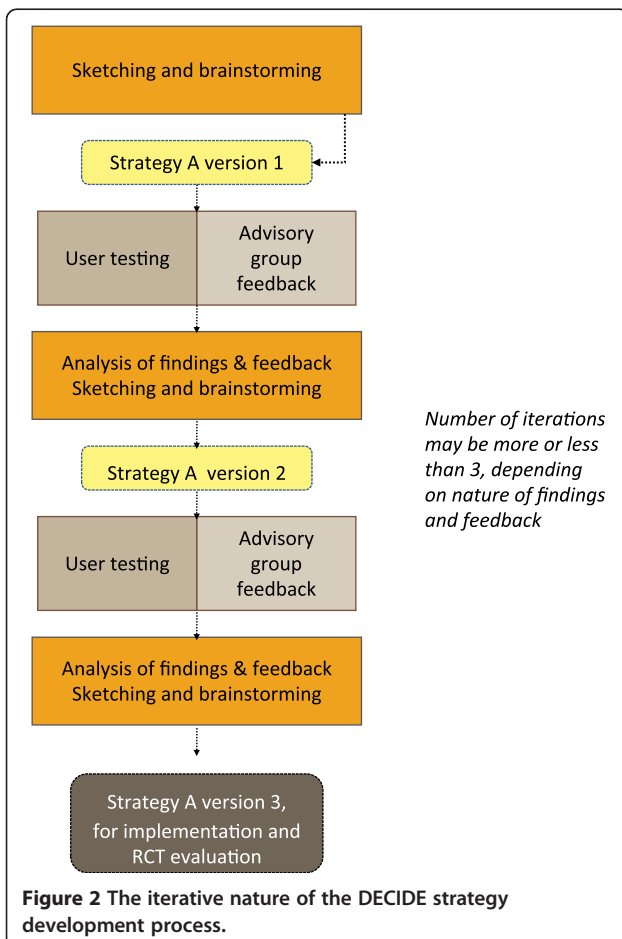 Sketching and brainstorming
Strategy A version 1
User testing
Advisory
group
feedback
Analysis of findings & feedback
Sketching and brainstorming
Strategy A version 2
User testing
Advisory
group
feedback
Analysis of findings & feedback
Sketching and brainstorming
Strategy A version 3,
for implementation and
RCT evaluation
Number of iterations
may be more or less
than 3, depending
on nature of findings
and feedback
Figure 2 The iterative nature of the DECIDE strategy
development process.